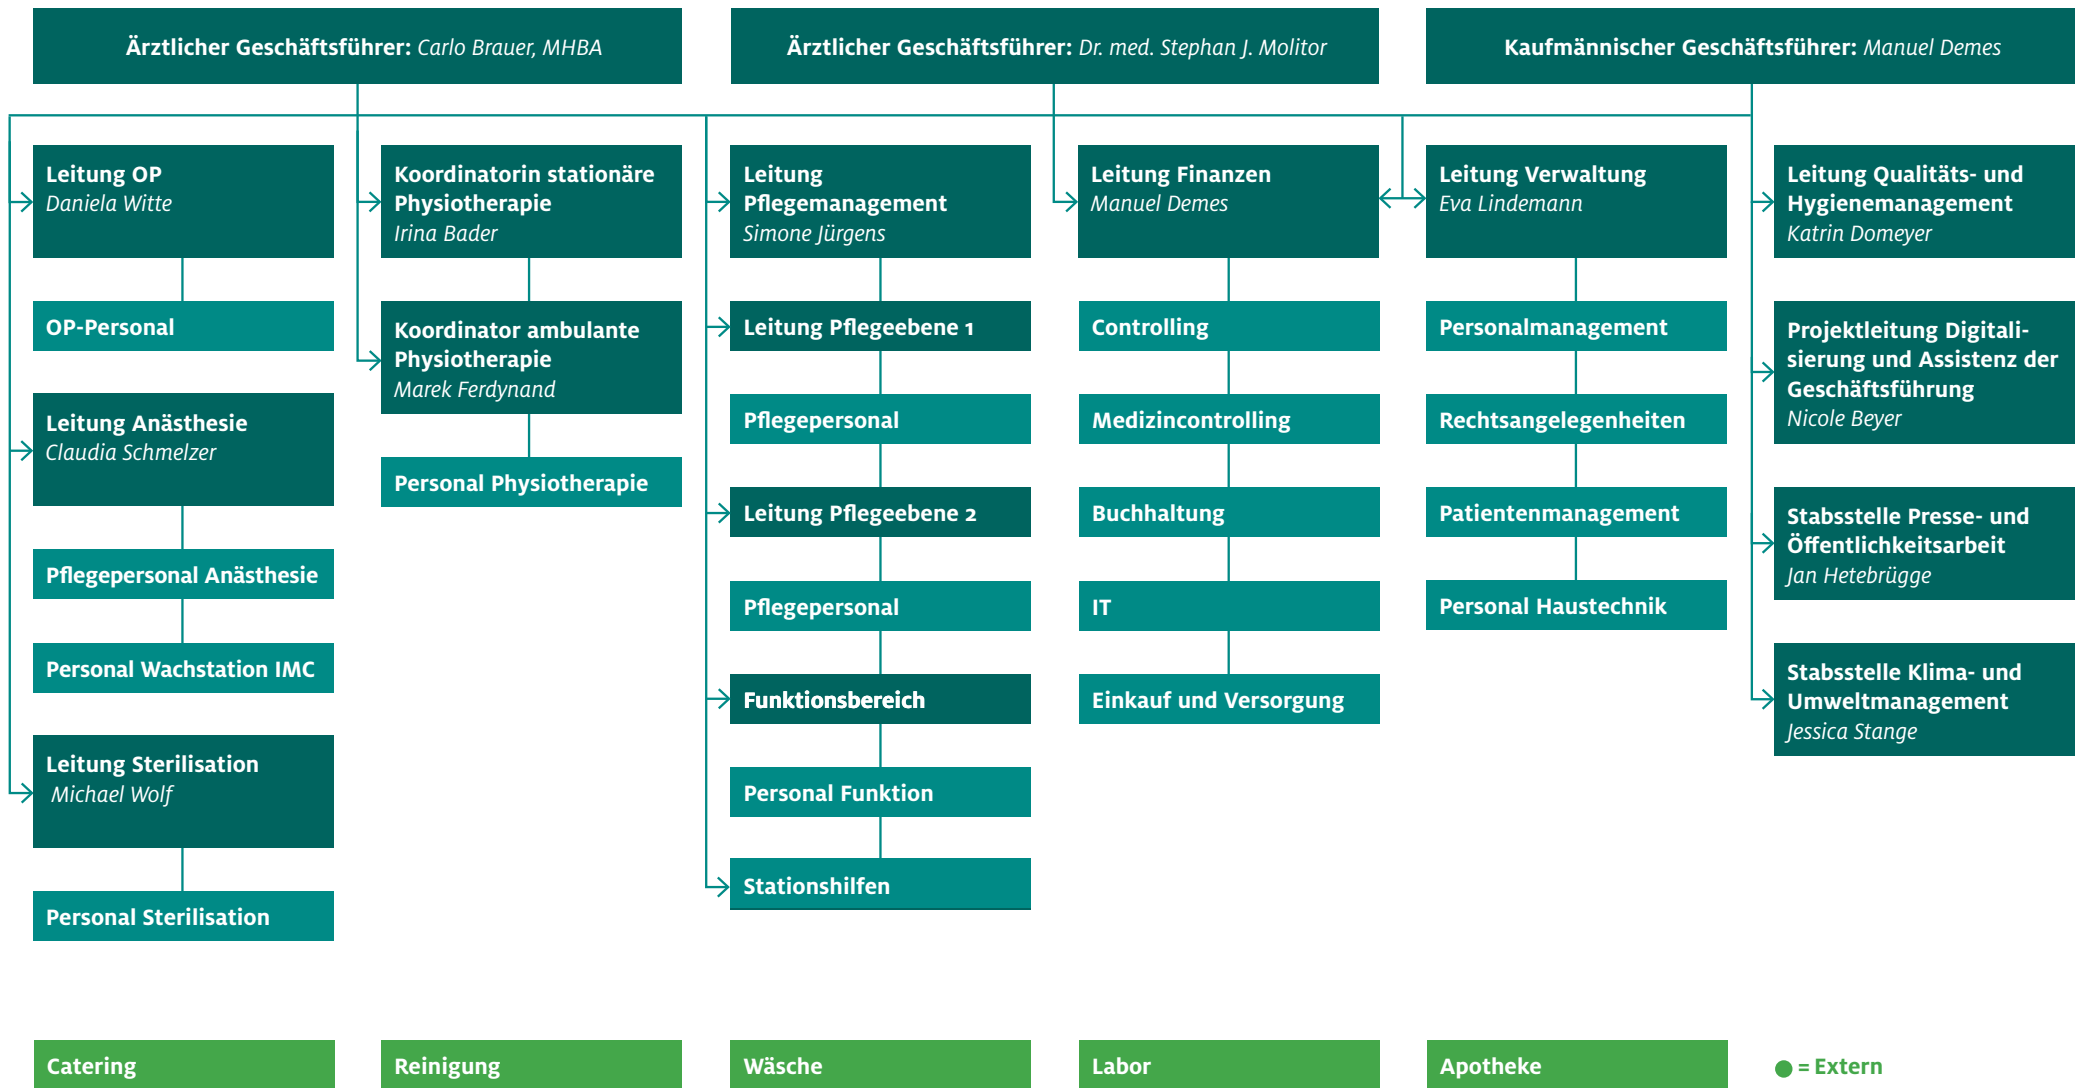 Ärztlicher Geschäftsführer: Carlo Brauer, MHBA
Ärztlicher Geschäftsführer: Dr. med. Stephan J. Molitor
Kaufmännischer Geschäftsführer: Manuel Demes
Leitung OP
Daniela Witte
OP-Personal
Leitung Anästhesie
Claudia Schmelzer
Pflegepersonal Anästhesie
Personal Wachstation IMC
Leitung Sterilisation
Michael Wolf
Personal Sterilisation
Koordinatorin stationäre
Physiotherapie
Irina Bader
Koordinator ambulante
Physiotherapie
Marek Ferdynand
Personal Physiotherapie
Leitung
Pflegemanagement
Simone Jürgens
Leitung Pflegeebene 1
Pflegepersonal
Leitung Pflegeebene 2
Pflegepersonal
Funktionsbereich
Personal Funktion
Stationshilfen
Leitung Finanzen
Manuel Demes
Controlling
Medizincontrolling
Buchhaltung
IT
Einkauf und Versorgung
Leitung Verwaltung
Eva Lindemann
Personalmanagement
Rechtsangelegenheiten
Patientenmanagement
Personal Haustechnik
Leitung Qualitäts- und
Hygienemanagement
Katrin Domeyer
Projektleitung Digitali-
sierung und Assistenz der
Geschäftsführung
Nicole Beyer
Stabsstelle Presse- und
Öffentlichkeitsarbeit
Jan Hetebrügge
Stabsstelle Klima- und
Umweltmanagement
Jessica Stange
Catering
Reinigung
Wäsche
Labor
Apotheke
= Extern